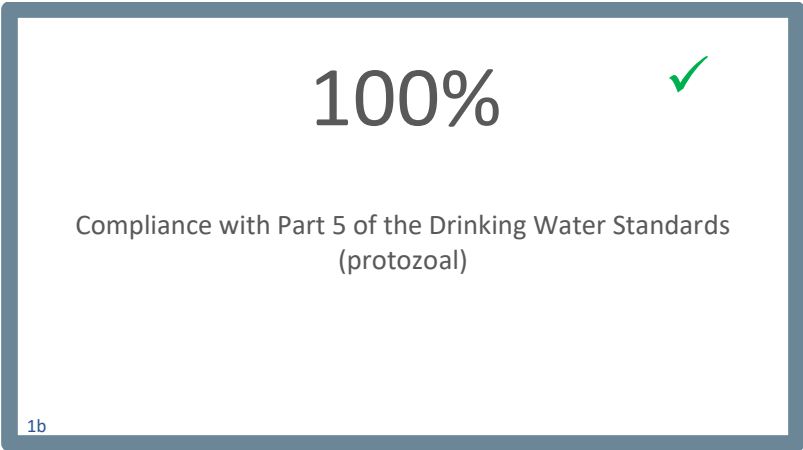 100%
Compliance with Part 5 of the Drinking Water Standards
(protozoal)
1b